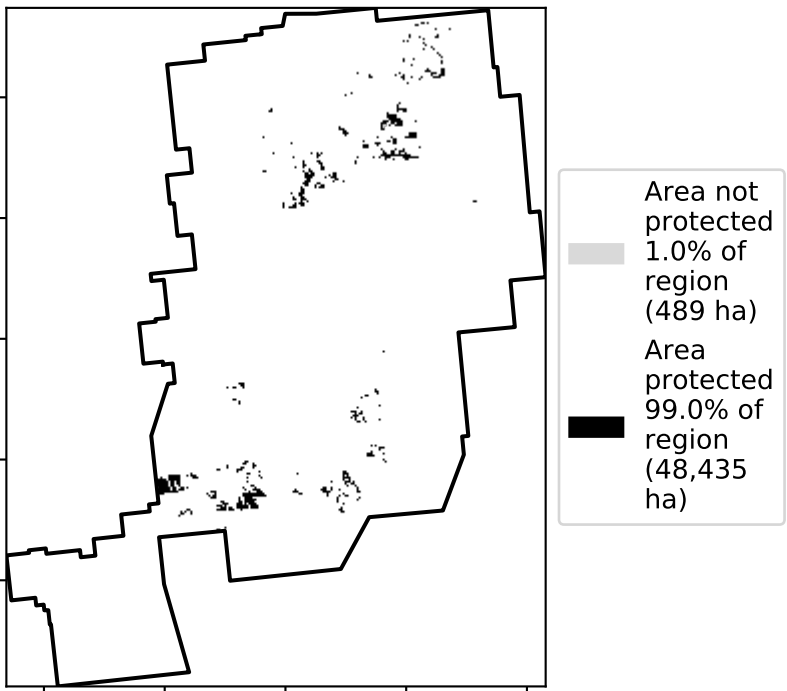 Area not
protected
1.0% of
region
(489 ha)
Area
protected
99.0% of
region
(48,435
ha)